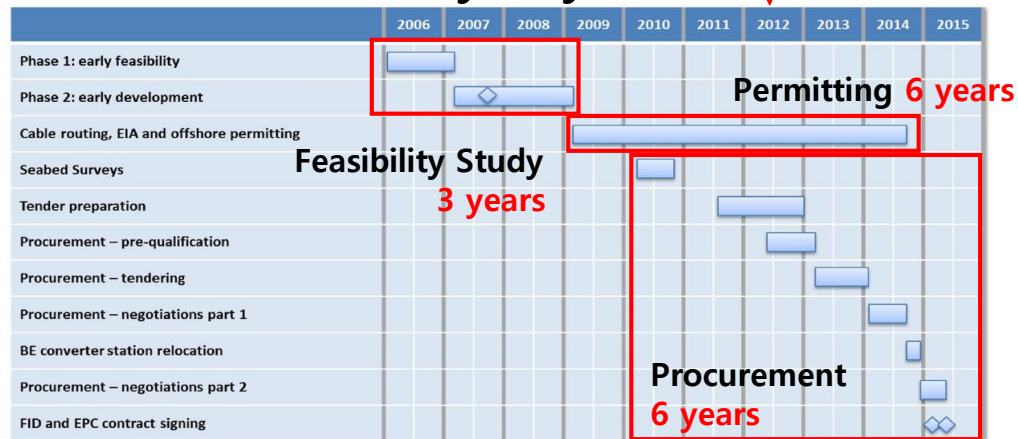 2006 2007 2008 2009 2010 2011 2012 2013 2014 2015
Phase 1: early feasibility
Phase 2: early development
Permitting 6 years
Cable routing, EIA and offshore permitting
Feasibility Study
3 years
Seabed Surveys
Tender preparation
Procurement – pre-qualification
Procurement – tendering
Procurement – negotiations part 1
BE converter station relocation
Procurement
6 years
Procurement – negotiations part 2
FID and EPC contract signing